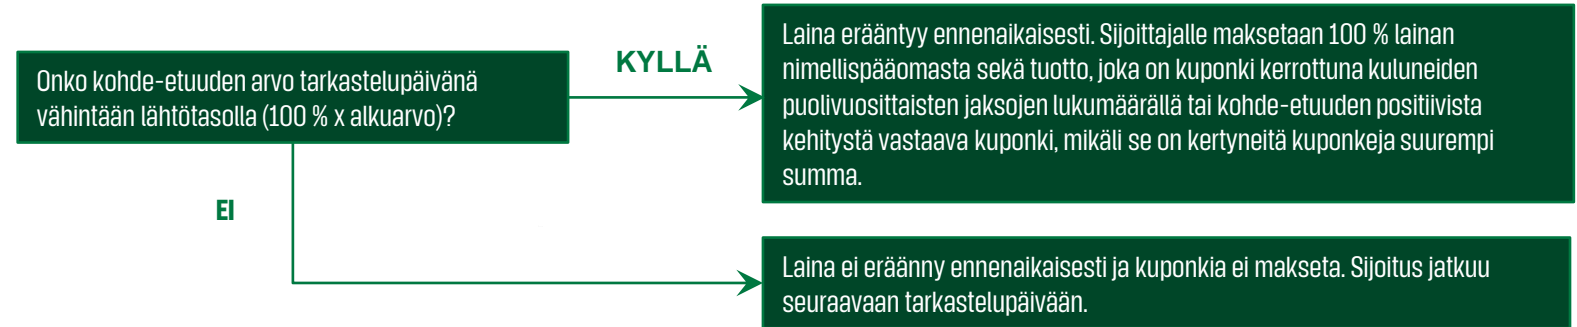 Onko kohde-etuuden arvo tarkastelupäivänä
vähintään lähtötasolla (100 % x alkuarvo)?
KYLLÄ
Laina erääntyy ennenaikaisesti. Sijoittajalle maksetaan 100 % lainan
nimellispääomasta sekä tuotto, joka on kuponki kerrottuna kuluneiden
puolivuosittaisten jaksojen lukumäärällä tai kohde-etuuden positiivista
kehitystä vastaava kuponki, mikäli se on kertyneitä kuponkeja suurempi
summa.
EI
Laina ei eräänny ennenaikaisesti ja kuponkia ei makseta. Sijoitus jatkuu
seuraavaan tarkastelupäivään.